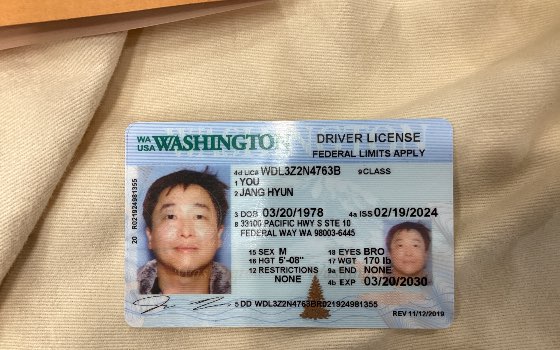 WA USA WASHINGTON
DRIVER LICENSE
FEDERAL LIMITS APPLY
4d LIC# WDL3Z2N4763B 9CLASS
1 YOU
2 JANG HYUN
3 DOB 03/20/1978 4a ISS 02/19/2024
8 33100 PACIFIC HWY S STE 10
FEDERAL WAY WA 98003-6445
15 SEX M 18 EYES BRO
16 HGT 5'-08" 17 WGT 170 lb
12 RESTRICTIONS 9a END NONE
NONE 4b EXP 03/20/2030
5 DD WDL3Z2N4763BR021924981355
REV 11/12/2019
20 R021924981355